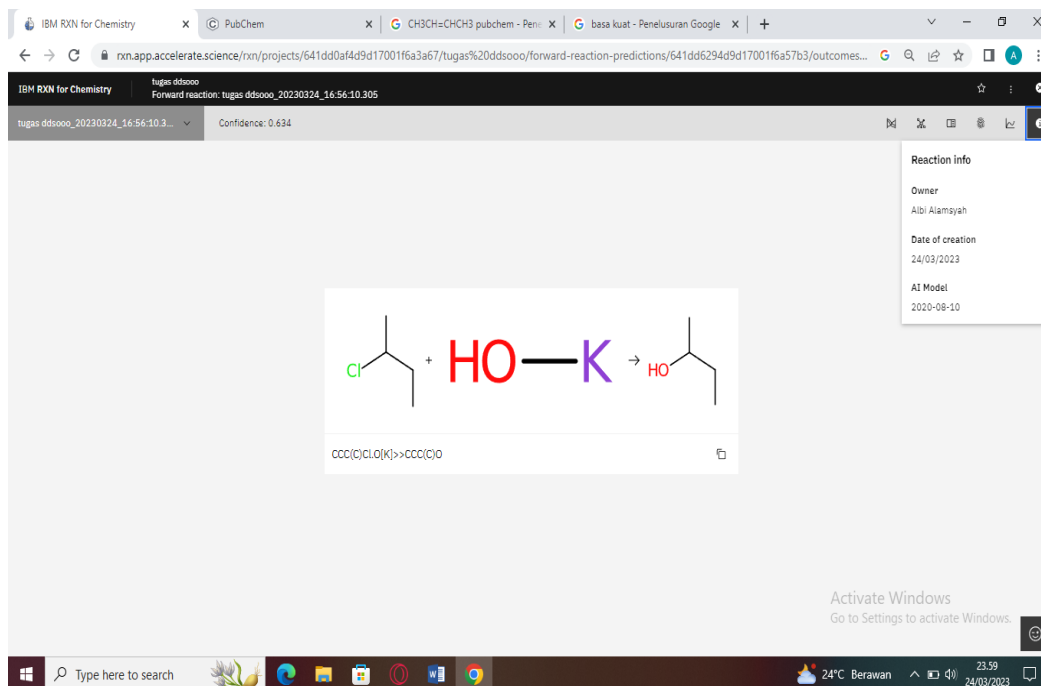 IBM RXN for Chemistry
PubChem
CH3CH=CHCH3 pubchem - Pene
basa kuat - Penelusuran Google
rxn.app.accelerate.science/rxn/projects/641dd0af4d9d17001f6a3a67/tugas%20ddsooo/forward-reaction-predictions/641dd6294d9d17001f6a57b3/outcomes...
A
IBM RXN for Chemistry
tugas ddsooo
Forward reaction: tugas ddsooo_20230324_16:56:10.305
tugas ddsooo_20230324_16:56:10.3...
Confidence: 0.634
Reaction info
Owner
Albi Alamsyah
Date of creation
24/03/2023
AI Model
2020-08-10
Cl + HO K → HO
CCC(C)Cl.O[K]>>CCC(C)O
Activate Windows
Go to Settings to activate Windows.
Type here to search
24°C Berawan
23.59
24/03/2023